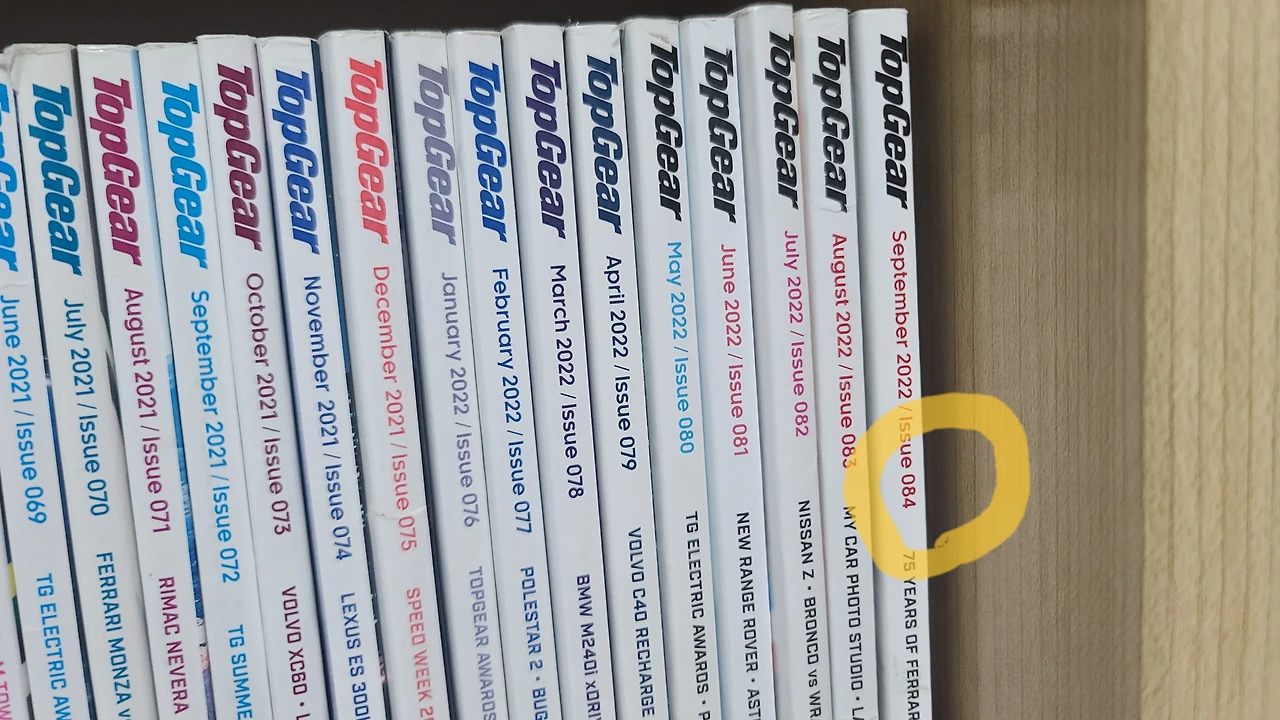 TopGear June 2021 / Issue 069
TopGear July 2021 / Issue 070 TG ELECTRIC
TopGear August 2021 / Issue 071 FERRARI MONZA
TopGear September 2021 / Issue 072 RIMAC NEVERA
TopGear October 2021 / Issue 073 TG
TopGear November 2021 / Issue 074 VOLVO XC60 •
TopGear December 2021 / Issue 075 LEXUS ES
TopGear January 2022 / Issue 076 SPEED WEEK
TopGear February 2022 / Issue 077 TOPGEAR AWARDS
TopGear March 2022 / Issue 078 POLESTAR 2 •
TopGear April 2022 / Issue 079 BMW M240i
TopGear May 2022 / Issue 080 VOLVO C40 RECHARGE
TopGear June 2022 / Issue 081 TG ELECTRIC AWARDS •
TopGear July 2022 / Issue 082 NEW RANGE ROVER •
TopGear August 2022 / Issue 083 NISSAN Z • BRONCO vs
TopGear September 2022 / Issue 084 MY CAR PHOTO STUDIO •
75 YEARS OF